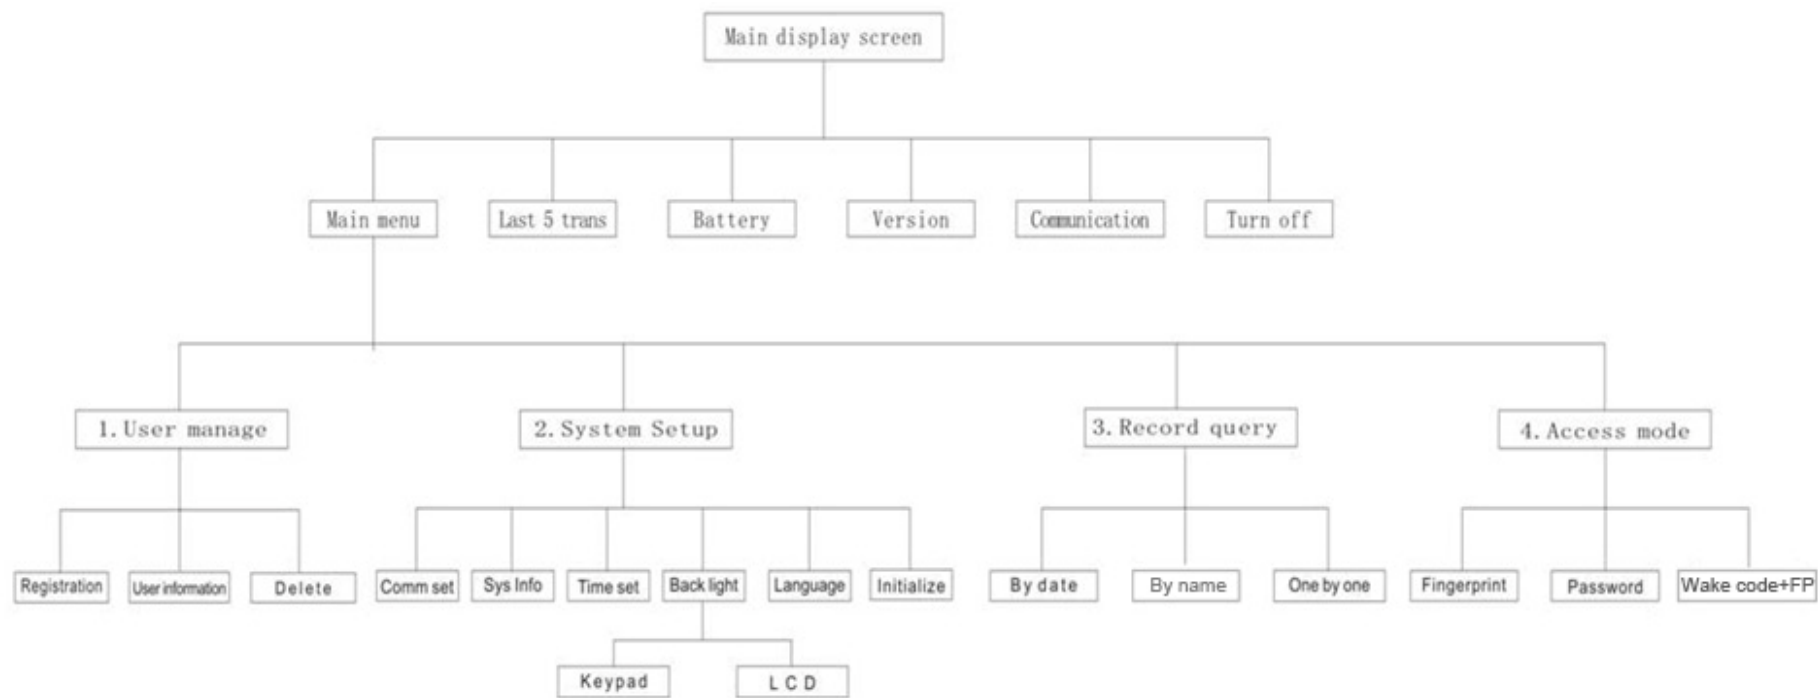 Main display screen
Main menu
Last 5 trans
Battery
Version
Communication
Turn off
1.User manage
2.System Setup
3.Record query
4.Access mode
Registration
User information
Delete
Comm set
Sys Info
Time set
Back light
Language
Initialize
By date
By name
One by one
Fingerprint
Password
Wake code+FP
Keypad
LCD